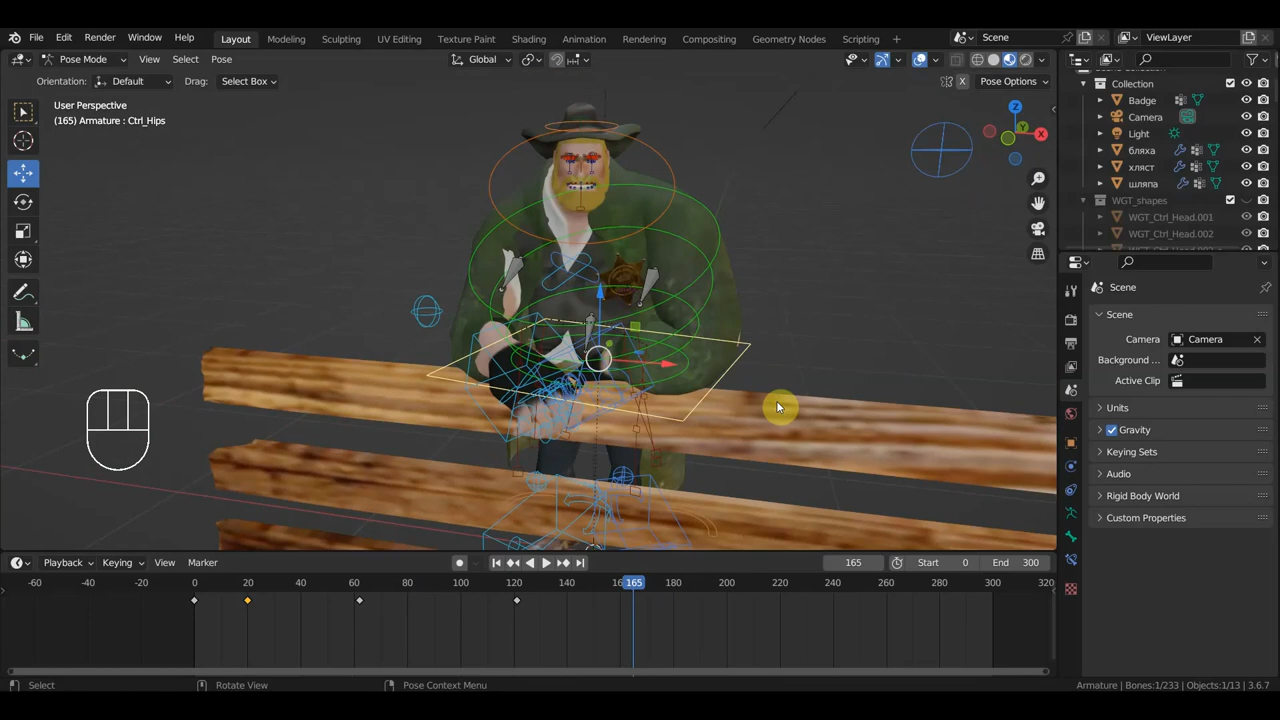 File Edit Render Window Help Layout Modeling Sculpting UV Editing Texture Paint Shading Animation Rendering Compositing Geometry Nodes Scripting + Scene ViewLayer
Pose Mode View Select Pose Global
Orientation: Default Drag: Select Box X Pose Options
User Perspective
(165) Armature : Ctrl_Hips
Z
Y
X
Collection
Badge
Camera
Light
бляха
хляст
шляпа
WGT_shapes
WGT_Ctrl_Head.001
WGT_Ctrl_Head.002
Scene
Scene
Camera Camera
Background ...
Active Clip
Units
Gravity
Keying Sets
Audio
Rigid Body World
Custom Properties
Playback Keying View Marker 165 Start 0 End 300
-60 -40 -20 0 20 40 60 80 100 120 140 165 180 200 220 240 260 280 300 320
Select Rotate View Pose Context Menu Armature | Bones:1/233 | Objects:1/13 | 3.6.7